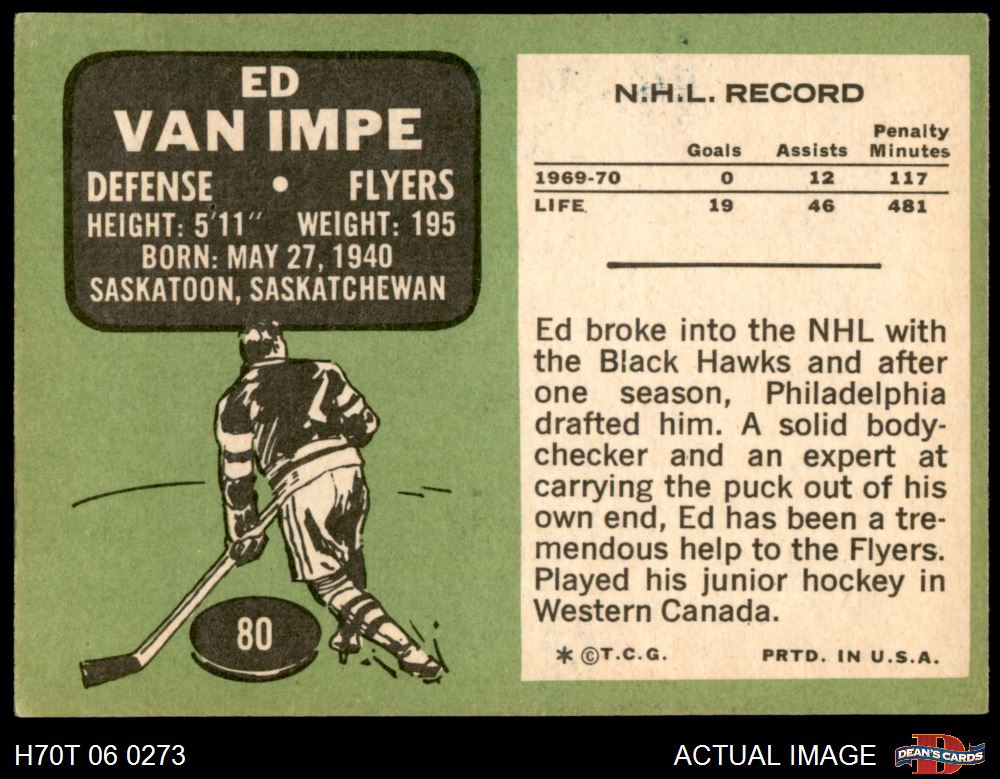 ED
VAN IMPE
DEFENSE • FLYERS
HEIGHT: 5'11" WEIGHT: 195
BORN: MAY 27, 1940
SASKATOON, SASKATCHEWAN
80
N.H.L. RECORD
Goals Assists Penalty Minutes
1969-70 0 12 117
LIFE 19 46 481
Ed broke into the NHL with
the Black Hawks and after
one season, Philadelphia
drafted him. A solid body-
checker and an expert at
carrying the puck out of his
own end, Ed has been a tre-
mendous help to the Flyers.
Played his junior hockey in
Western Canada.
* ©T.C.G. PRTD. IN U.S.A.
H70T 06 0273
ACTUAL IMAGE
D
DEAN'S CARDS